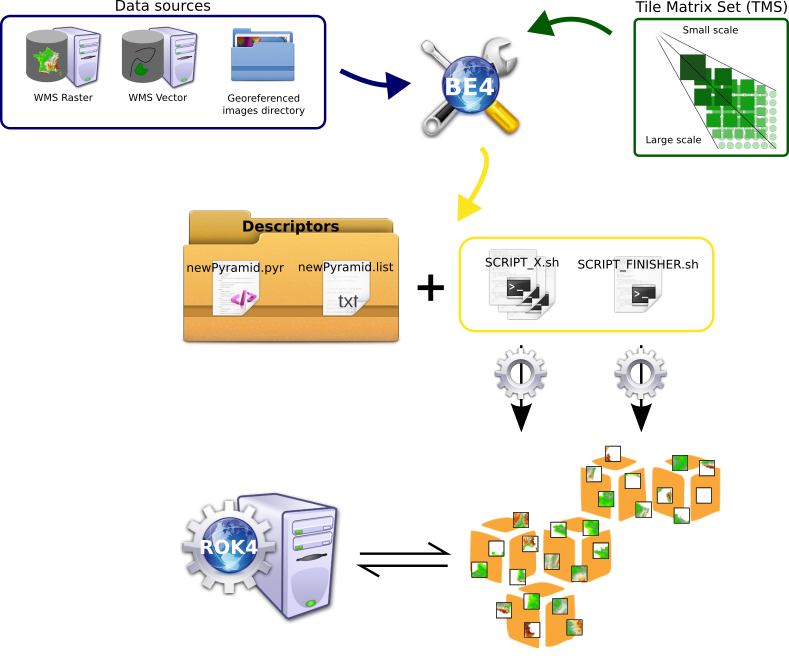 Data sources
Tile Matrix Set (TMS)
WMS Raster
WMS Vector
Georeferenced
images directory
BE4
Small scale
Large scale
Descriptors
newPyramid.pyr
newPyramid.list
</>
txt
+
SCRIPT_X.sh
SCRIPT_FINISHER.sh
>_
>_
ROK4